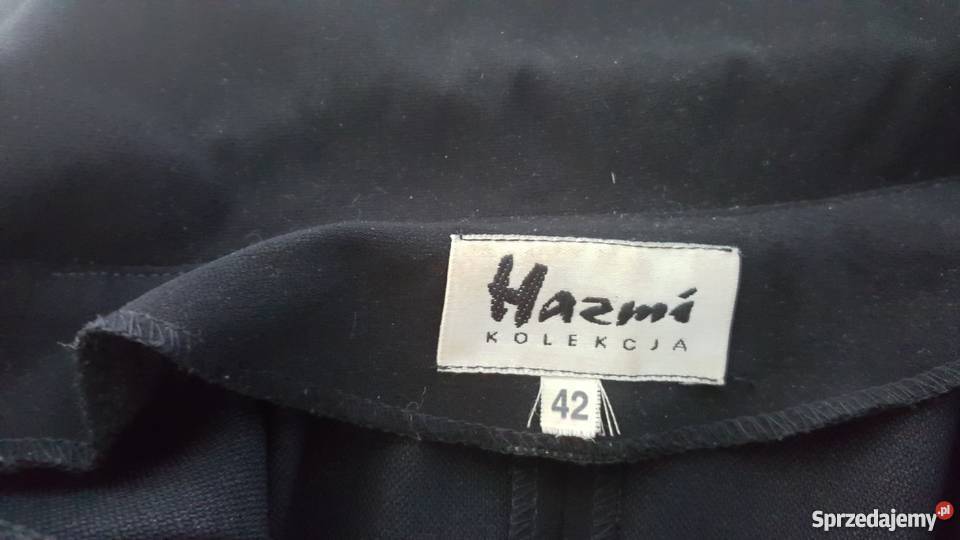 Hazmi
KOLEKCJA
42
Sprzedajemy.pl